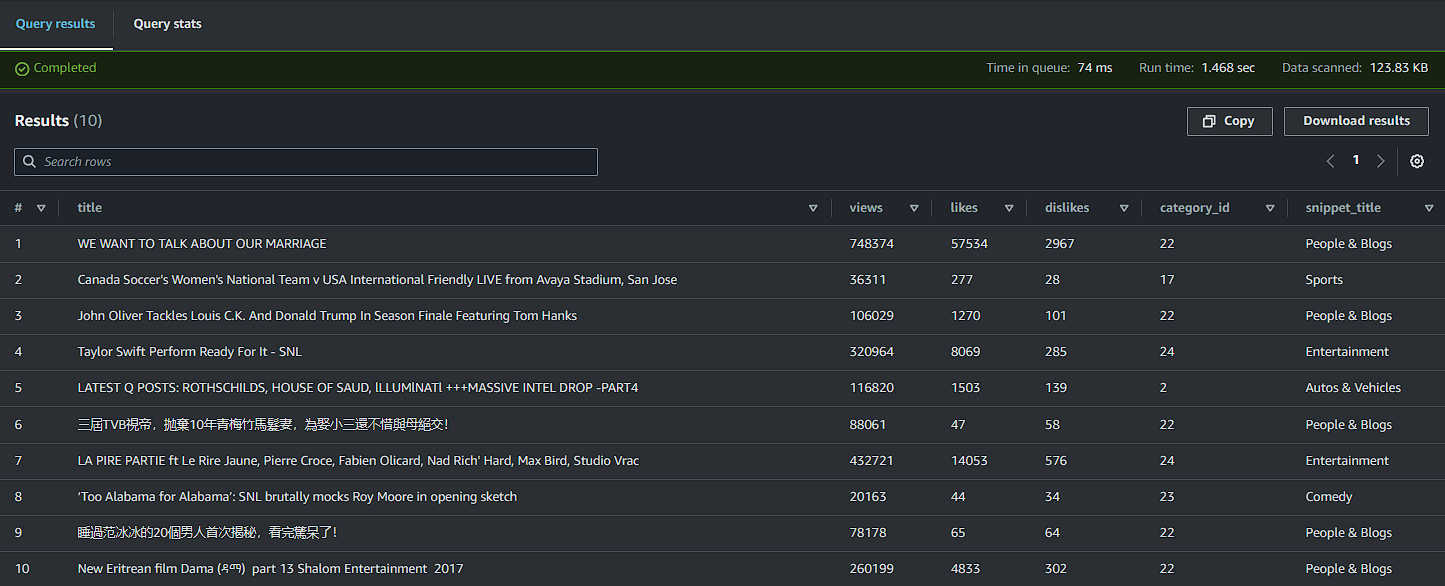 Query results Query stats
Completed Time in queue: 74 ms Run time: 1.468 sec Data scanned: 123.83 KB
Results (10) Copy Download results
Search rows 1
# title views likes dislikes category_id snippet_title
1 WE WANT TO TALK ABOUT OUR MARRIAGE 748374 57534 2967 22 People & Blogs
2 Canada Soccer's Women's National Team v USA International Friendly LIVE from Avaya Stadium, San Jose 36311 277 28 17 Sports
3 John Oliver Tackles Louis C.K. And Donald Trump In Season Finale Featuring Tom Hanks 106029 1270 101 22 People & Blogs
4 Taylor Swift Perform Ready For It - SNL 320964 8069 285 24 Entertainment
5 LATEST Q POSTS: ROTHSCHILDS, HOUSE OF SAUD, lLLUMlNATl +++MASSIVE INTEL DROP -PART4 116820 1503 139 2 Autos & Vehicles
6 三屆TVB視帝，拋棄10年青梅竹馬髮妻，為娶小三還不惜與母絕交！ 88061 47 58 22 People & Blogs
7 LA PIRE PARTIE ft Le Rire Jaune, Pierre Croce, Fabien Olicard, Nad Rich' Hard, Max Bird, Studio Vrac 432721 14053 576 24 Entertainment
8 ‘Too Alabama for Alabama’: SNL brutally mocks Roy Moore in opening sketch 20163 44 34 23 Comedy
9 睡過范冰冰的20個男人首次揭秘，看完驚呆了！ 78178 65 64 22 People & Blogs
10 New Eritrean film Dama (ዳማ) part 13 Shalom Entertainment 2017 260199 4833 302 22 People & Blogs